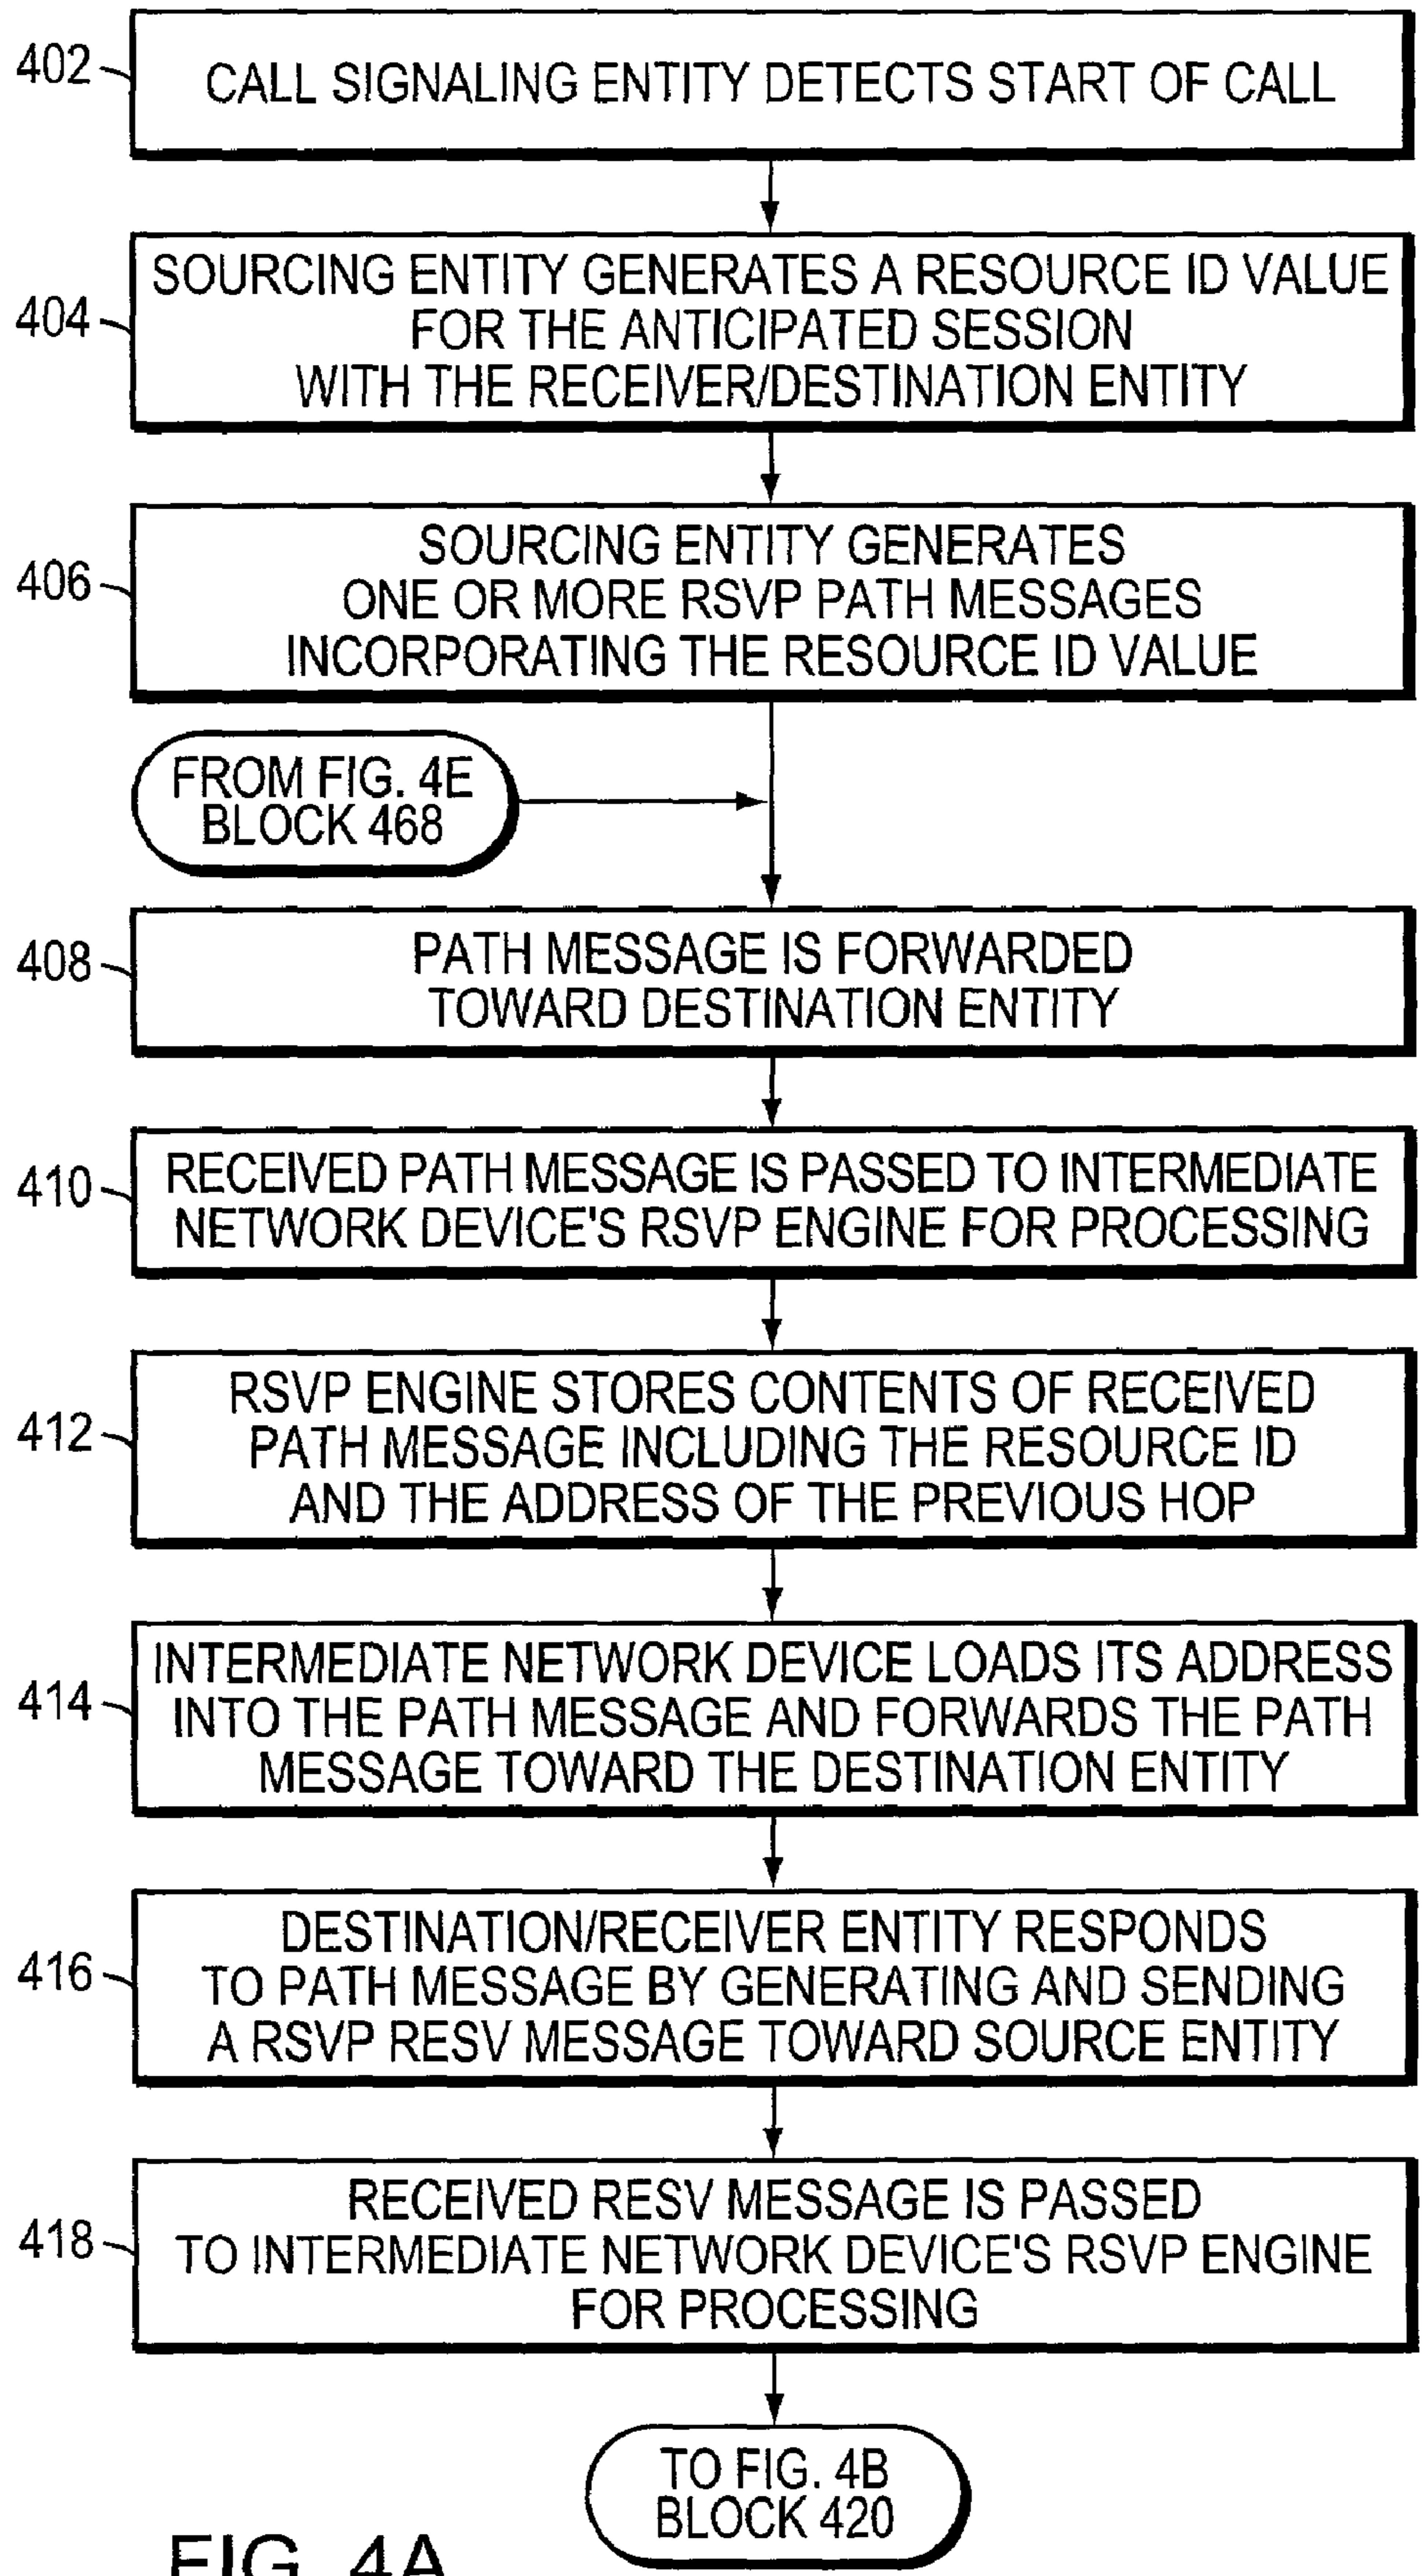 402
CALL SIGNALING ENTITY DETECTS START OF CALL
404
SOURCING ENTITY GENERATES A RESOURCE ID VALUE
FOR THE ANTICIPATED SESSION
WITH THE RECEIVER/DESTINATION ENTITY
406
SOURCING ENTITY GENERATES
ONE OR MORE RSVP PATH MESSAGES
INCORPORATING THE RESOURCE ID VALUE
FROM FIG. 4E
BLOCK 468
408
PATH MESSAGE IS FORWARDED
TOWARD DESTINATION ENTITY
410
RECEIVED PATH MESSAGE IS PASSED TO INTERMEDIATE
NETWORK DEVICE'S RSVP ENGINE FOR PROCESSING
412
RSVP ENGINE STORES CONTENTS OF RECEIVED
PATH MESSAGE INCLUDING THE RESOURCE ID
AND THE ADDRESS OF THE PREVIOUS HOP
414
INTERMEDIATE NETWORK DEVICE LOADS ITS ADDRESS
INTO THE PATH MESSAGE AND FORWARDS THE PATH
MESSAGE TOWARD THE DESTINATION ENTITY
416
DESTINATION/RECEIVER ENTITY RESPONDS
TO PATH MESSAGE BY GENERATING AND SENDING
A RSVP RESV MESSAGE TOWARD SOURCE ENTITY
418
RECEIVED RESV MESSAGE IS PASSED
TO INTERMEDIATE NETWORK DEVICE'S RSVP ENGINE
FOR PROCESSING
TO FIG. 4B
BLOCK 420
FIG. 4A